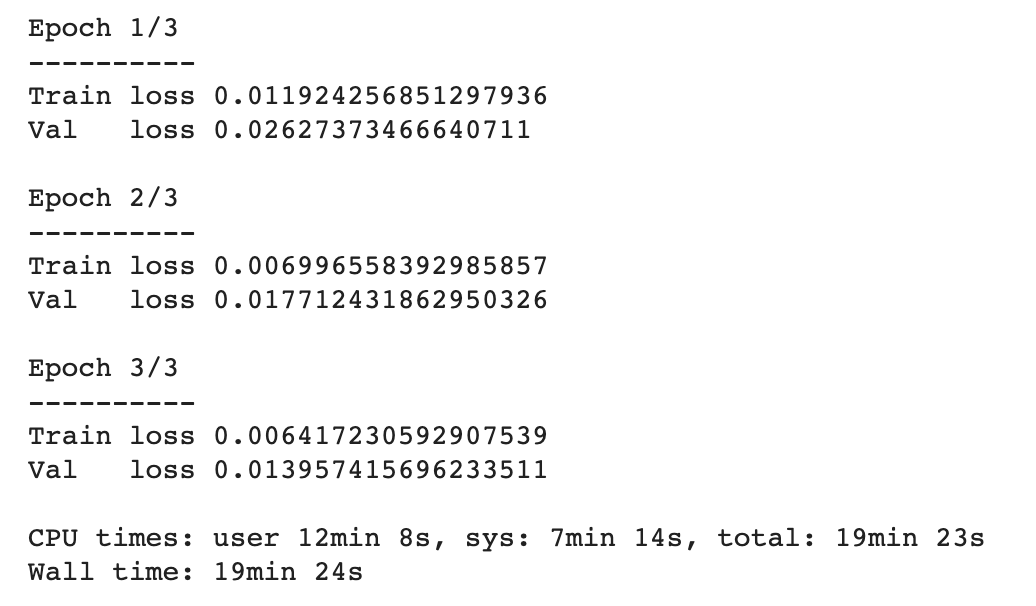 Epoch 1/3
----------
Train loss 0.011924256851297936
Val   loss 0.02627373466640711
Epoch 2/3
----------
Train loss 0.006996558392985857
Val   loss 0.017712431862950326
Epoch 3/3
----------
Train loss 0.006417230592907539
Val   loss 0.013957415696233511
CPU times: user 12min 8s, sys: 7min 14s, total: 19min 23s
Wall time: 19min 24s